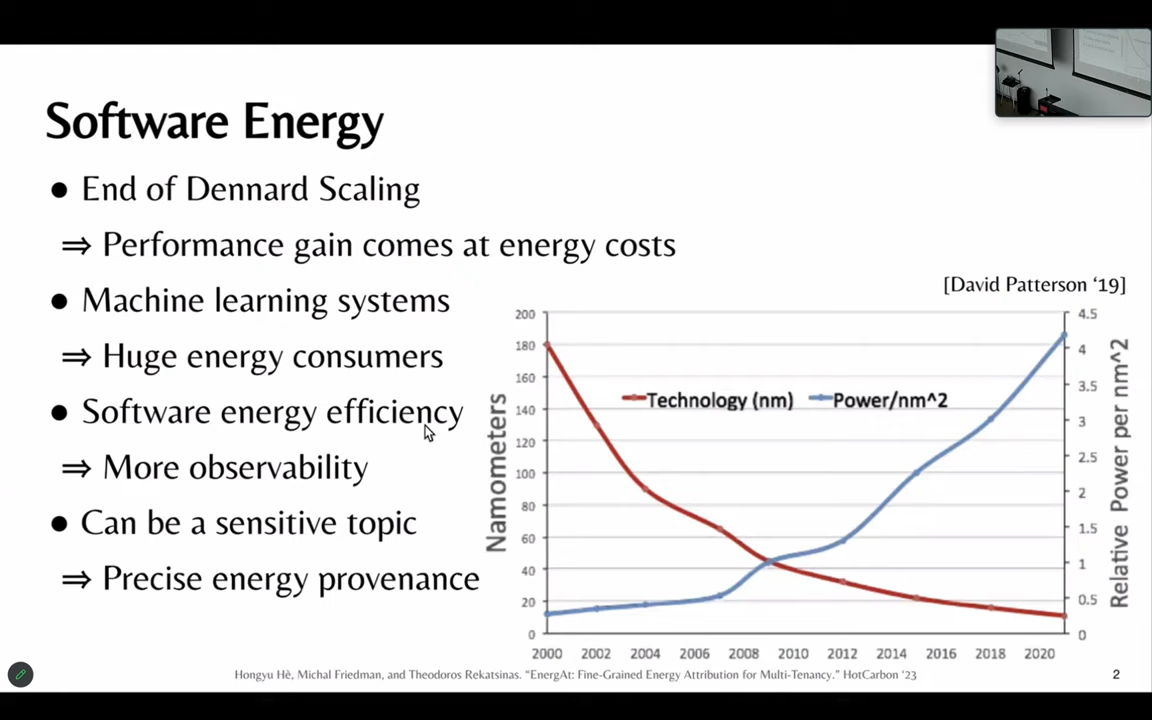 Software Energy
● End of Dennard Scaling
⇒ Performance gain comes at energy costs
● Machine learning systems
⇒ Huge energy consumers
● Software energy efficiency
⇒ More observability
● Can be a sensitive topic
⇒ Precise energy provenance
[David Patterson ‘19]
Technology (nm) Power/nm^2
Namometers
200
180
160
140
120
100
80
60
40
20
0
4.5
4
3.5
3
2.5
2
1.5
1
0.5
0
Relative Power per nm^2
2000 2002 2004 2006 2008 2010 2012 2014 2016 2018 2020
Hongyu Hè, Michal Friedman, and Theodoros Rekatsinas. “EnergAt: Fine-Grained Energy Attribution for Multi-Tenancy.” HotCarbon ’23
2